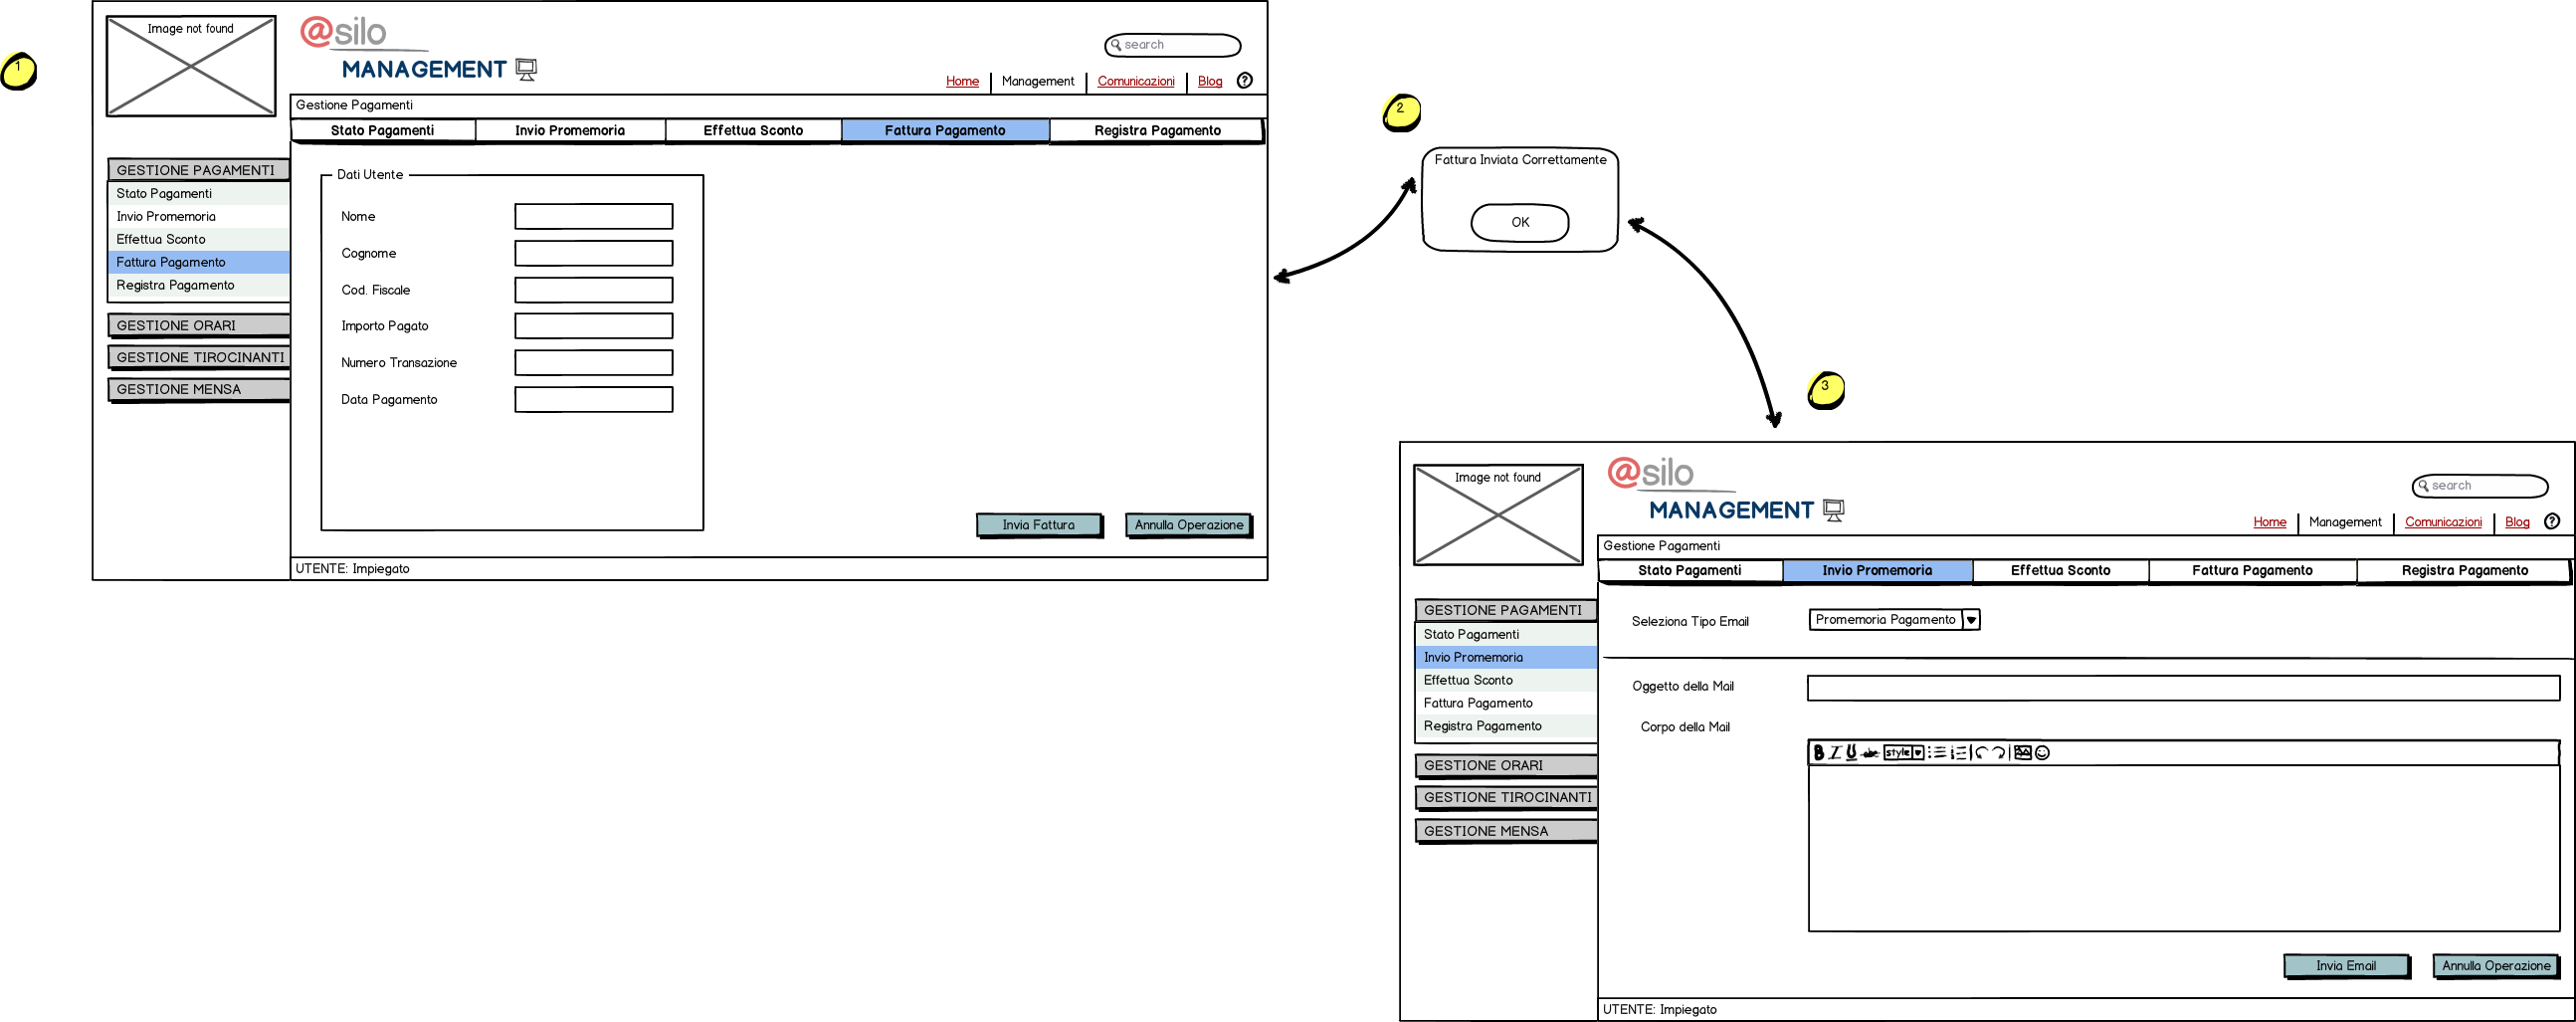 1
Image not found
@silo
MANAGEMENT
search
Home
Management
Comunicazioni
Blog
?
Gestione Pagamenti
Stato Pagamenti
Invio Promemoria
Effettua Sconto
Fattura Pagamento
Registra Pagamento
GESTIONE PAGAMENTI
Stato Pagamenti
Invio Promemoria
Effettua Sconto
Fattura Pagamento
Registra Pagamento
GESTIONE ORARI
GESTIONE TIROCINANTI
GESTIONE MENSA
Dati Utente
Nome
Cognome
Cod. Fiscale
Importo Pagato
Numero Transazione
Data Pagamento
Invia Fattura
Annulla Operazione
UTENTE: Impiegato
2
Fattura Inviata Correttamente
OK
3
Image not found
@silo
MANAGEMENT
search
Home
Management
Comunicazioni
Blog
?
Gestione Pagamenti
Stato Pagamenti
Invio Promemoria
Effettua Sconto
Fattura Pagamento
Registra Pagamento
GESTIONE PAGAMENTI
Stato Pagamenti
Invio Promemoria
Effettua Sconto
Fattura Pagamento
Registra Pagamento
GESTIONE ORARI
GESTIONE TIROCINANTI
GESTIONE MENSA
Seleziona Tipo Email
Promemoria Pagamento
Oggetto della Mail
Corpo della Mail
B I U abc style
Invia Email
Annulla Operazione
UTENTE: Impiegato